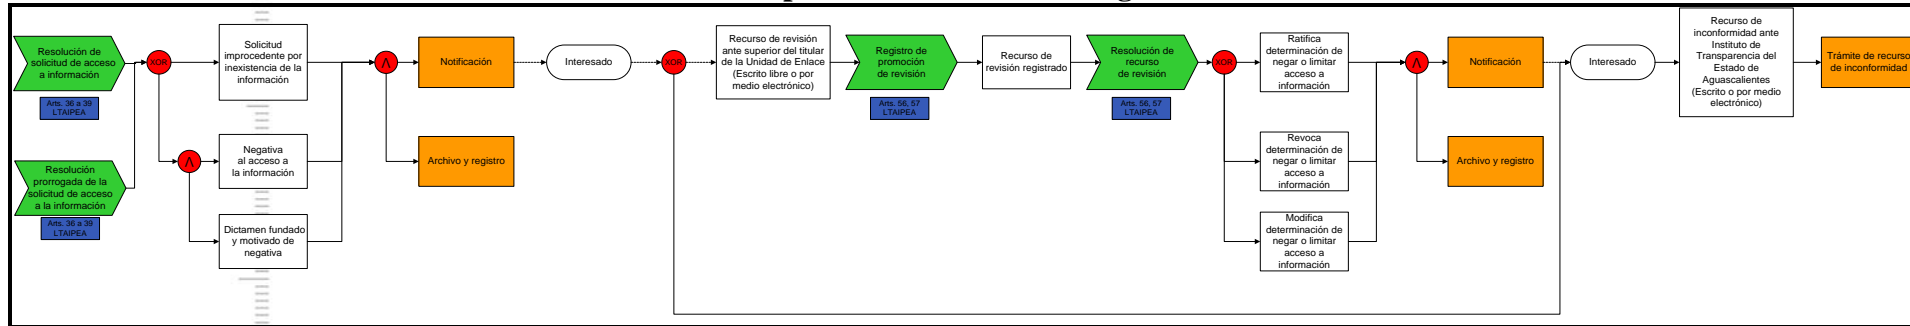 Resolución de
solicitud de acceso
a información
Arts. 36 a 39
LTAIPEA
Resolución
prorrogada de la
solicitud de acceso
a la información
Arts. 36 a 39
LTAIPEA
XOR
Λ
Solicitud
improcedente por
inexistencia de la
información
Negativa
al acceso a
la información
Dictamen fundado
y motivado de
negativa
Λ
Notificación
Archivo y registro
Interesado
XOR
Recurso de revisión
ante superior del titular
de la Unidad de Enlace
(Escrito libre o por
medio electrónico)
Registro de
promoción
de revisión
Arts. 56, 57
LTAIPEA
Recurso de
revisión registrado
Resolución de
recurso
de revisión
Arts. 56, 57
LTAIPEA
XOR
Ratifica
determinación de
negar o limitar
acceso a
información
Revoca
determinación de
negar o limitar
acceso a
información
Modifica
determinación de
negar o limitar
acceso a
información
Λ
Notificación
Archivo y registro
Interesado
Recurso de
inconformidad ante
Instituto de
Transparencia del
Estado de
Aguascalientes
(Escrito o por medio
electrónico)
Trámite de recurso
de inconformidad